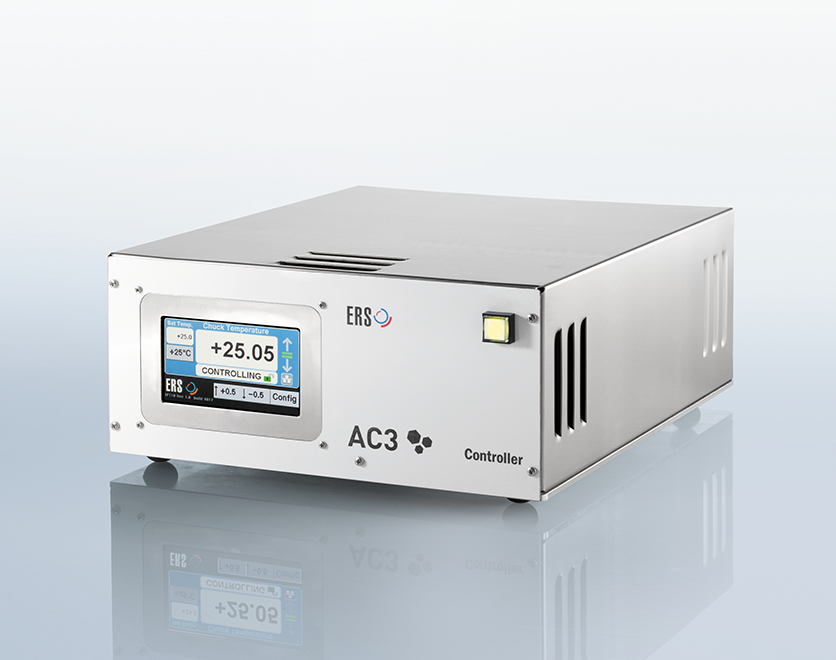 Set Temp.
Chuck Temperature
+25.0
+25°C
+25.05
CONTROLLING
ERS
+0.5
-0.5
Config
ERS
AC3
Controller